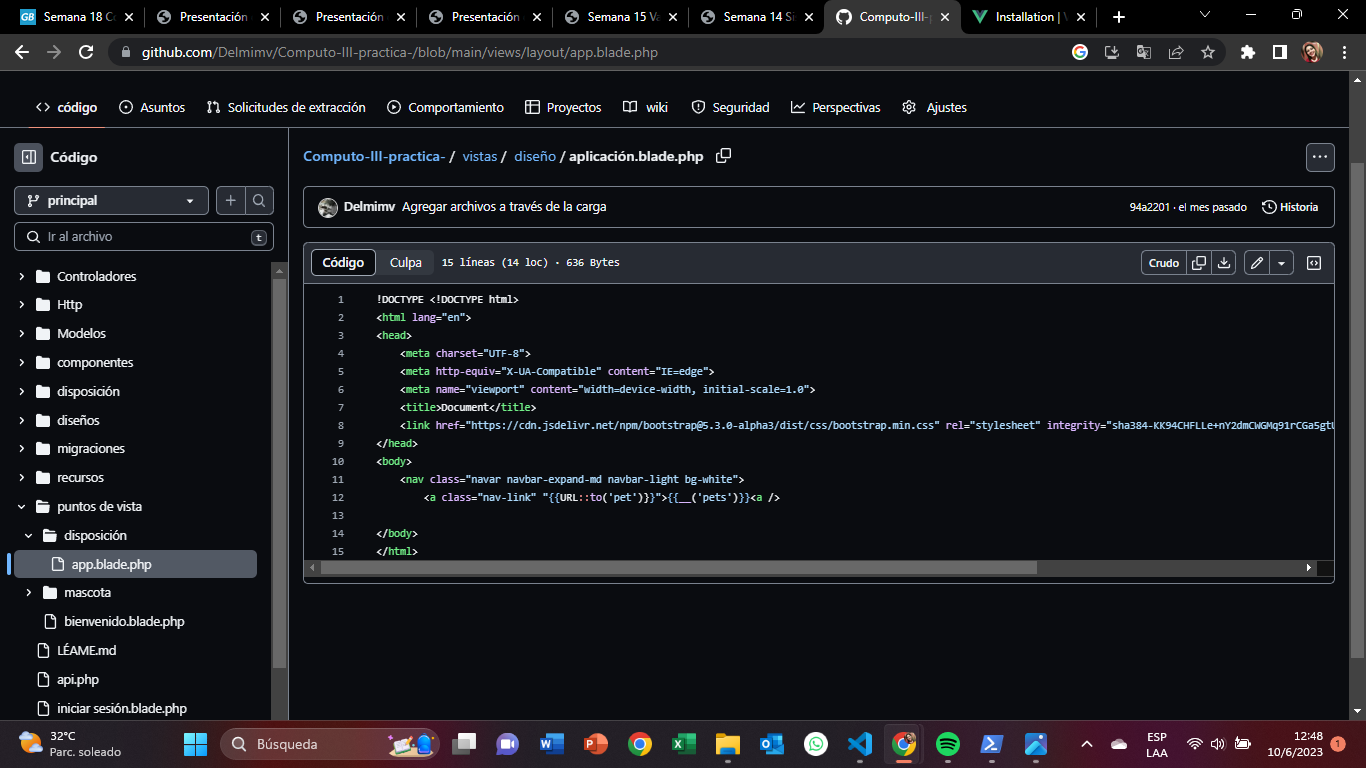 Semana 18 Co
Presentación
Presentación
Presentación
Semana 15 Va
Semana 14 Si
Computo-III-
Installation | V
github.com/Delmimv/Computo-III-practica-/blob/main/views/layout/app.blade.php
código Asuntos Solicitudes de extracción Comportamiento Proyectos wiki Seguridad Perspectivas Ajustes
Código
Computo-III-practica- / vistas / diseño / aplicación.blade.php
principal
Delmimv Agregar archivos a través de la carga 94a2201 · el mes pasado Historia
Ir al archivo t
Código Culpa 15 líneas (14 loc) · 636 Bytes Crudo
Controladores
Http
Modelos
componentes
disposición
diseños
migraciones
recursos
puntos de vista
disposición
app.blade.php
mascota
bienvenido.blade.php
LÉAME.md
api.php
iniciar sesión.blade.php
1 !DOCTYPE <!DOCTYPE html>
2 <html lang="en">
3 <head>
4 <meta charset="UTF-8">
5 <meta http-equiv="X-UA-Compatible" content="IE=edge">
6 <meta name="viewport" content="width=device-width, initial-scale=1.0">
7 <title>Document</title>
8 <link href="https://cdn.jsdelivr.net/npm/bootstrap@5.3.0-alpha3/dist/css/bootstrap.min.css" rel="stylesheet" integrity="sha384-KK94CHFLLe+nY2dmCWGMq91rCGa5gtU
9 </head>
10 <body>
11 <nav class="navar navbar-expand-md navbar-light bg-white">
12 <a class="nav-link" "{{URL::to('pet')}}">{{__('pets')}}<a />
13
14 </body>
15 </html>
32°C
Parc. soleado
Búsqueda
ESP
LAA
12:48
10/6/2023
1